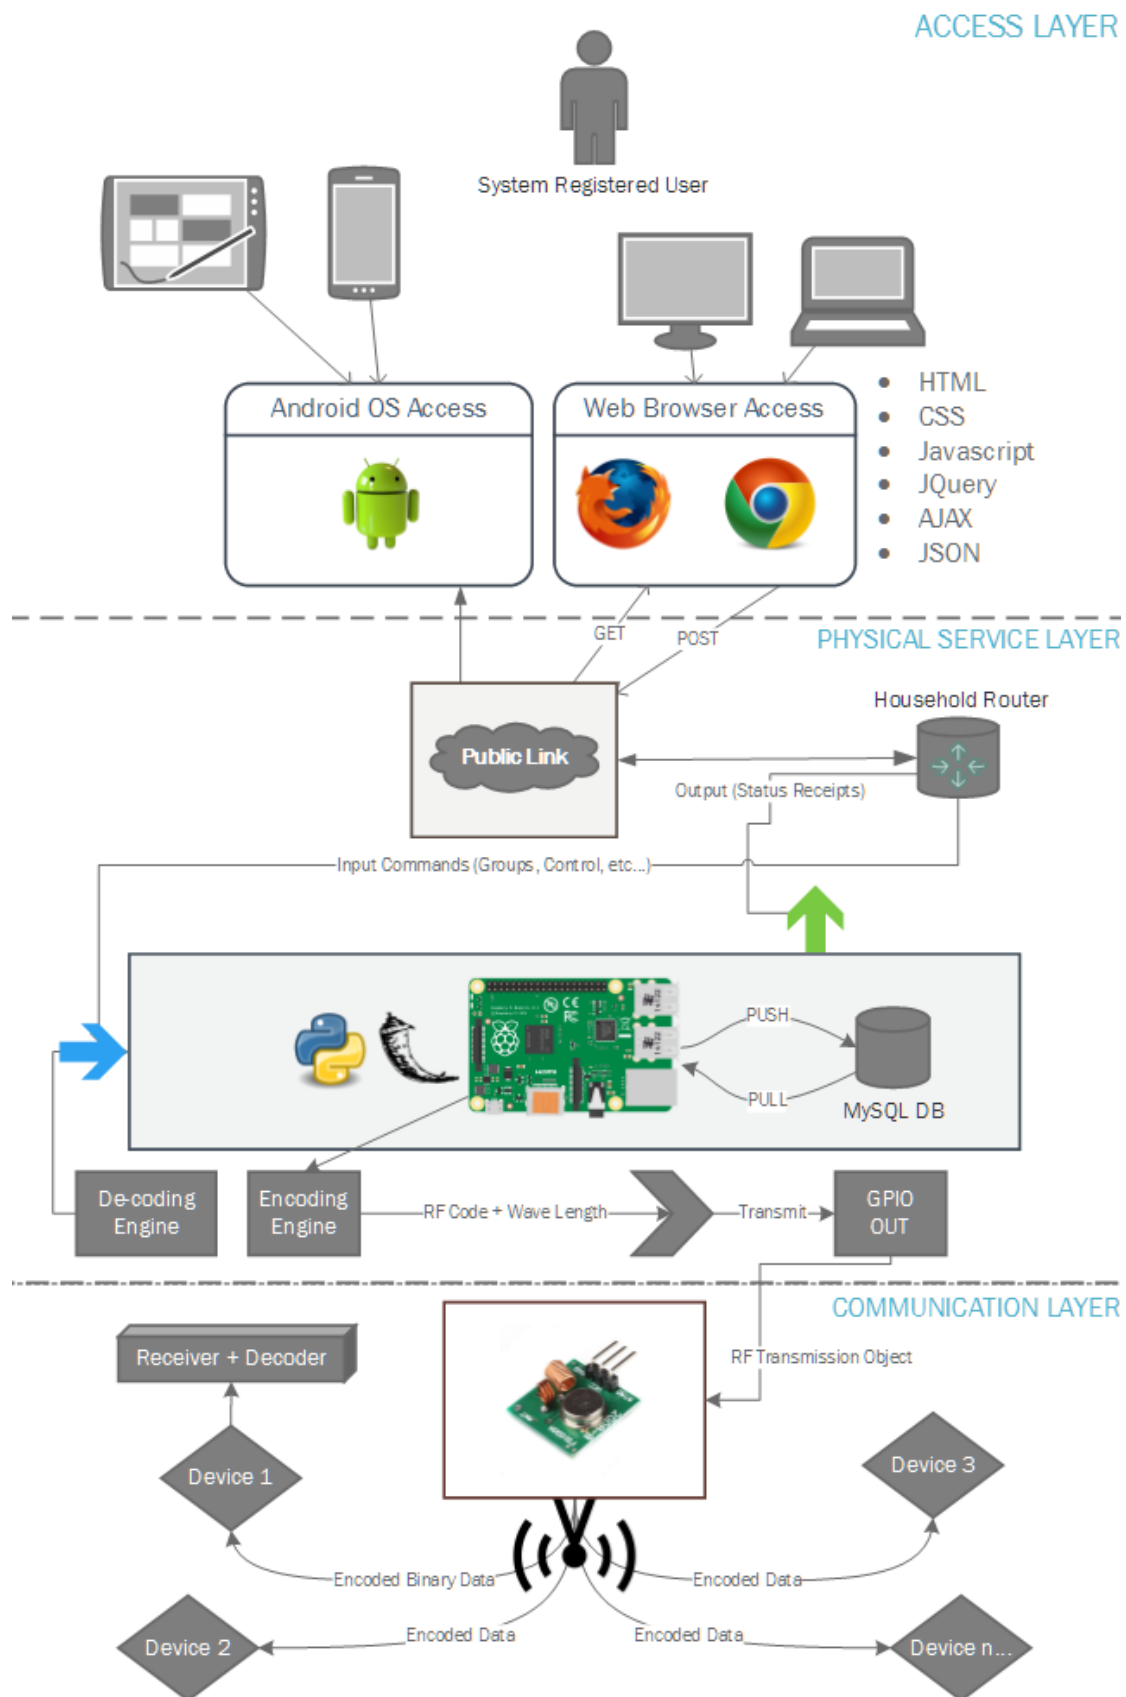 ACCESS LAYER
System Registered User
Android OS Access
Web Browser Access
HTML
CSS
Javascript
JQuery
AJAX
JSON
GET
POST
PHYSICAL SERVICE LAYER
Household Router
Public Link
Output (Status Receipts)
Input Commands (Groups, Control, etc...)
PUSH
PULL
MySQL DB
De-coding
Engine
Encoding
Engine
RF Code + Wave Length
Transmit
GPIO
OUT
COMMUNICATION LAYER
Receiver + Decoder
RF Transmission Object
Device 1
Device 3
Encoded Binary Data
Encoded Data
Device 2
Encoded Data
Encoded Data
Device n...